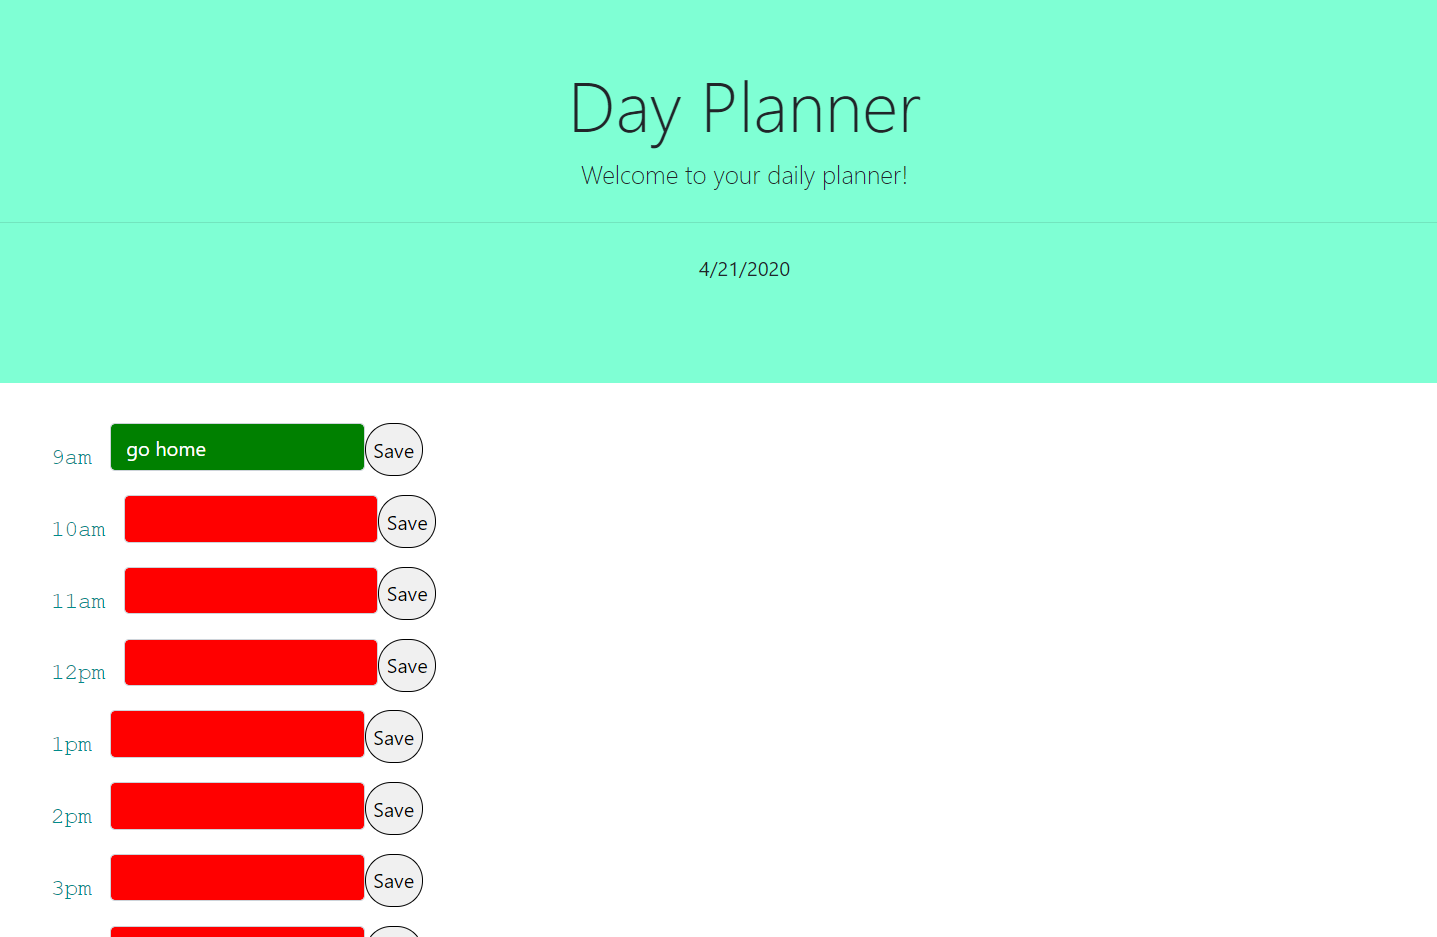 Day Planner
Welcome to your daily planner!
4/21/2020
9am go home Save
10am Save
11am Save
12pm Save
1pm Save
2pm Save
3pm Save